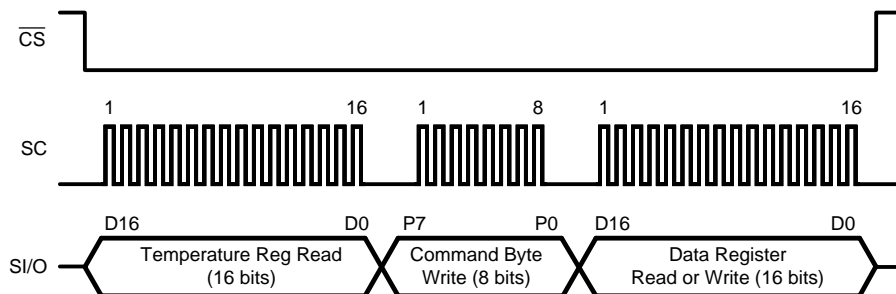 CS
1 16 1 8 1 16
SC
D16 D0 P7 P0 D16 D0
SI/O
Temperature Reg Read Command Byte Data Register
(16 bits) Write (8 bits) Read or Write (16 bits)